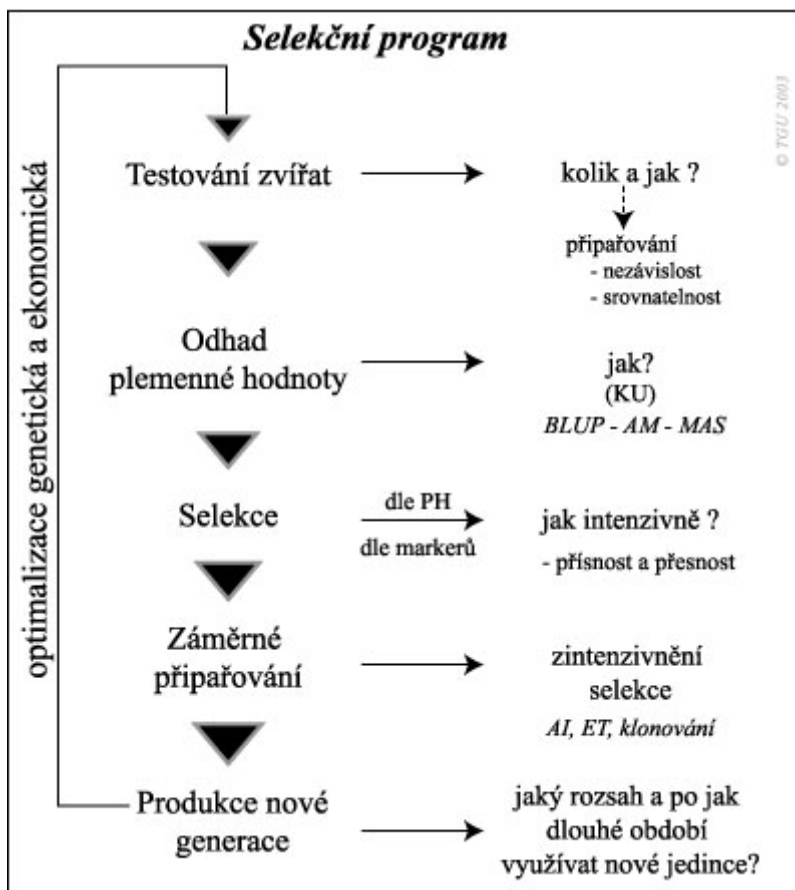 Selekční program
© TGU 2003
optimalizace genetická a ekonomická
Testování zvířat
kolik a jak ?
připařování
- nezávislost
- srovnatelnost
Odhad
plemenné hodnoty
jak?
(KU)
BLUP - AM - MAS
Selekce
dle PH
dle markerů
jak intenzivně ?
- přísnost a přesnost
Záměrné
připařování
zintenzivnění
selekce
AI, ET, klonování
Produkce nové
generace
jaký rozsah a po jak
dlouhé období
využívat nové jedince?